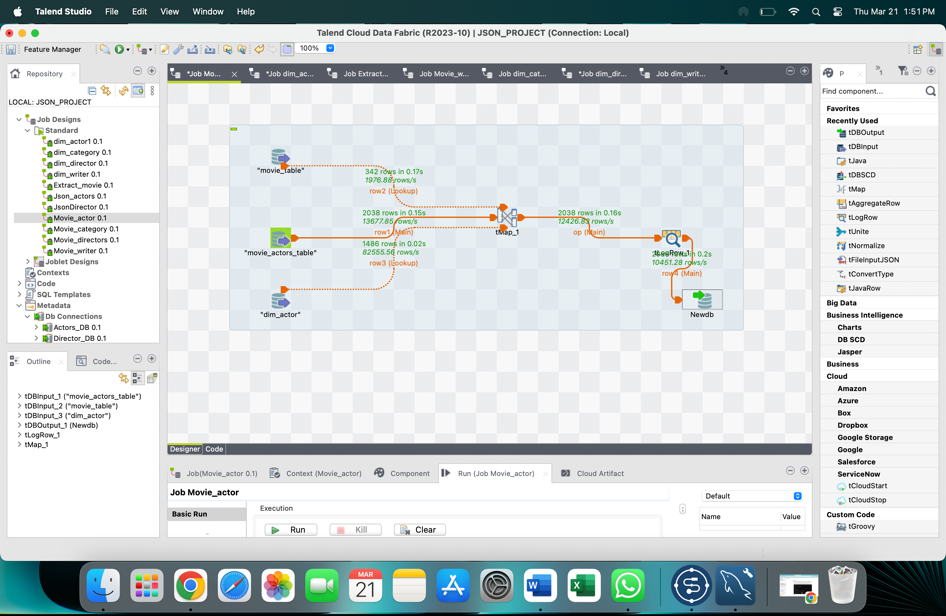 Talend Studio File Edit View Window Help
Thu Mar 21 1:51 PM
Talend Cloud Data Fabric (R2023-10) | JSON_PROJECT (Connection: Local)
Feature Manager
100%
Repository
LOCAL: JSON_PROJECT
Job Designs
Standard
dim_actor1 0.1
dim_category 0.1
dim_director 0.1
dim_writer 0.1
Extract_movie 0.1
Json_actors 0.1
JsonDirector 0.1
Movie_actor 0.1
Movie_category 0.1
Movie_directors 0.1
Movie_writer 0.1
Joblet Designs
Contexts
Code
SQL Templates
Metadata
Db Connections
Actors_DB 0.1
Director_DB 0.1
Outline
Code...
tDBInput_1 ("movie_actors_table")
tDBInput_2 ("movie_table")
tDBInput_3 ("dim_actor")
tDBOutput_1 (Newdb)
tLogRow_1
tMap_1
*Job Mo...
*Job dim_ac...
Job Extract...
Job Movie_w...
Job dim_cat...
*Job dim_dir...
Job dim_writ...
4
"movie_table"
342 rows in 0.17s
1976.88 rows/s
row2 (Lookup)
2038 rows in 0.15s
13677.85 rows/s
row1 (Main)
"movie_actors_table"
1486 rows in 0.02s
82555.56 rows/s
row3 (Lookup)
"dim_actor"
tMap_1
2038 rows in 0.16s
12426.83 rows/s
op (Main)
10451.28 rows/s
row4 (Main)
Newdb
Designer Code
Job(Movie_actor 0.1)
Context (Movie_actor)
Component
Run (Job Movie_actor)
Cloud Artifact
Job Movie_actor
Basic Run
Execution
Run
Kill
Clear
Default
Name Value
P
1
Find component...
Favorites
Recently Used
tDBOutput
tDBInput
tJava
tDBSCD
tMap
tAggregateRow
tLogRow
tUnite
tNormalize
tFileInputJSON
tConvertType
tJavaRow
Big Data
Business Intelligence
Charts
DB SCD
Jasper
Business
Cloud
Amazon
Azure
Box
Dropbox
Google Storage
Google
Salesforce
ServiceNow
tCloudStart
tCloudStop
Custom Code
tGroovy
MAR
21